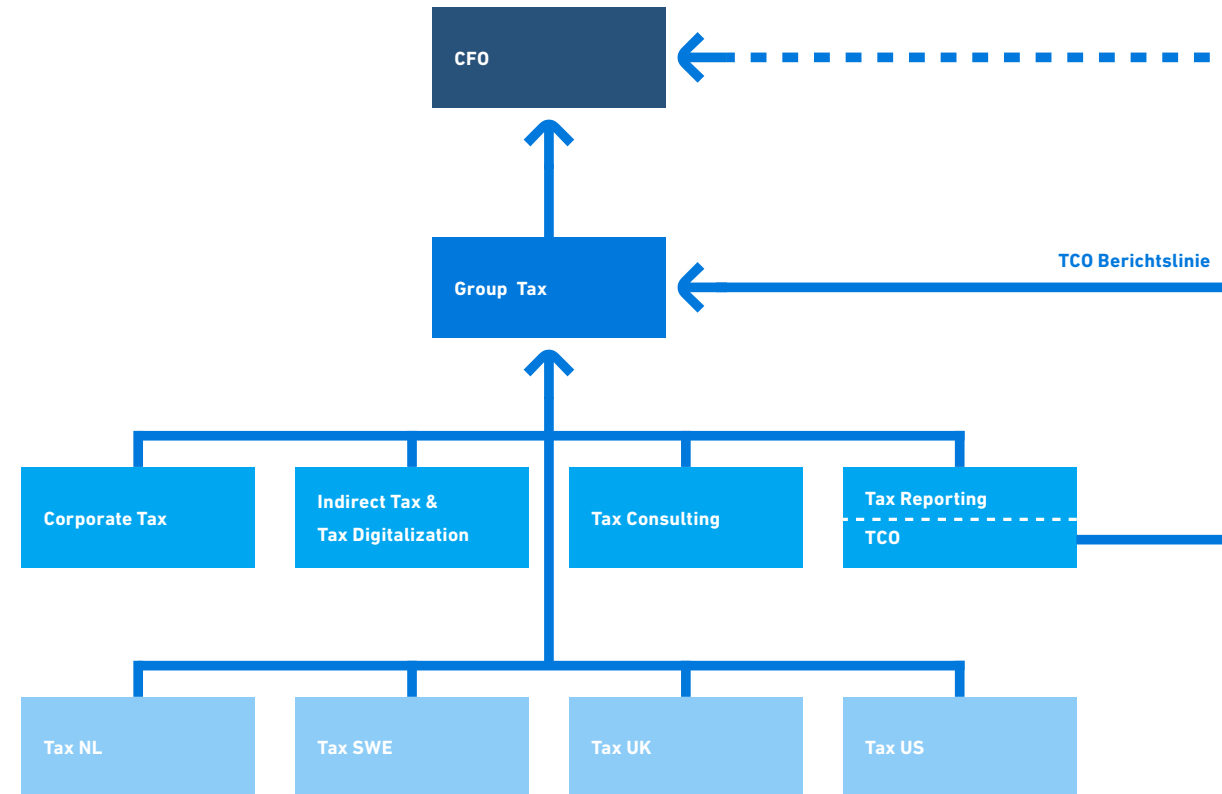 CFO
TCO Berichtslinie
Group Tax
Corporate Tax
Indirect Tax &
Tax Digitalization
Tax Consulting
Tax Reporting
TCO
Tax NL
Tax SWE
Tax UK
Tax US